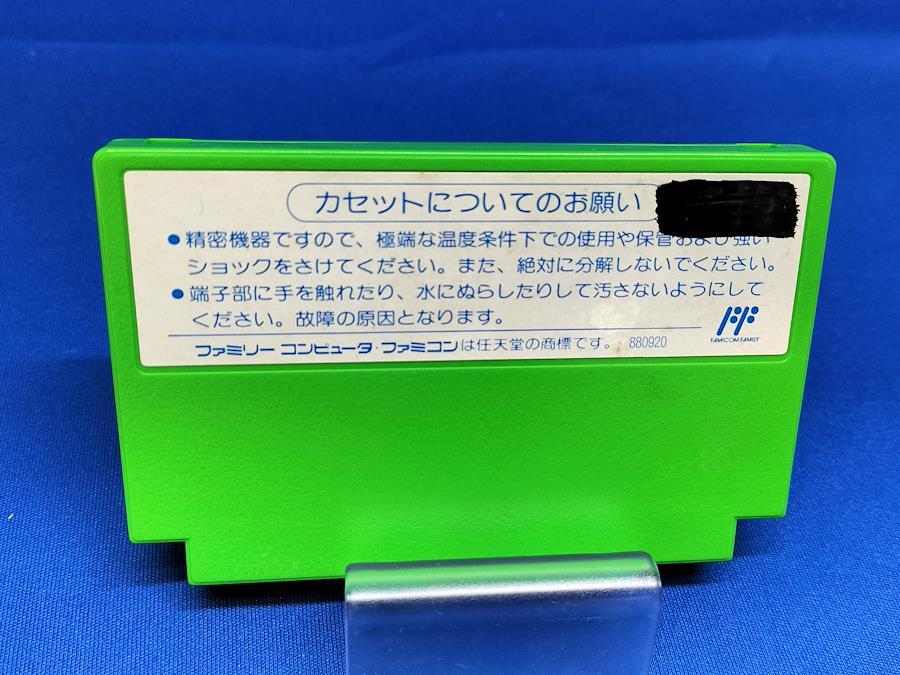 カセットについてのお願い
●精密機器ですので、極端な温度条件下での使用や保管および強い
ショックをさけてください。また、絶対に分解しないでください。
●端子部に手を触れたり、水にぬらしたりして汚さないようにして
ください。故障の原因となります。
FAMICOM FAMILY
ファミリー コンピュータ・ファミコンは任天堂の商標です。 880920